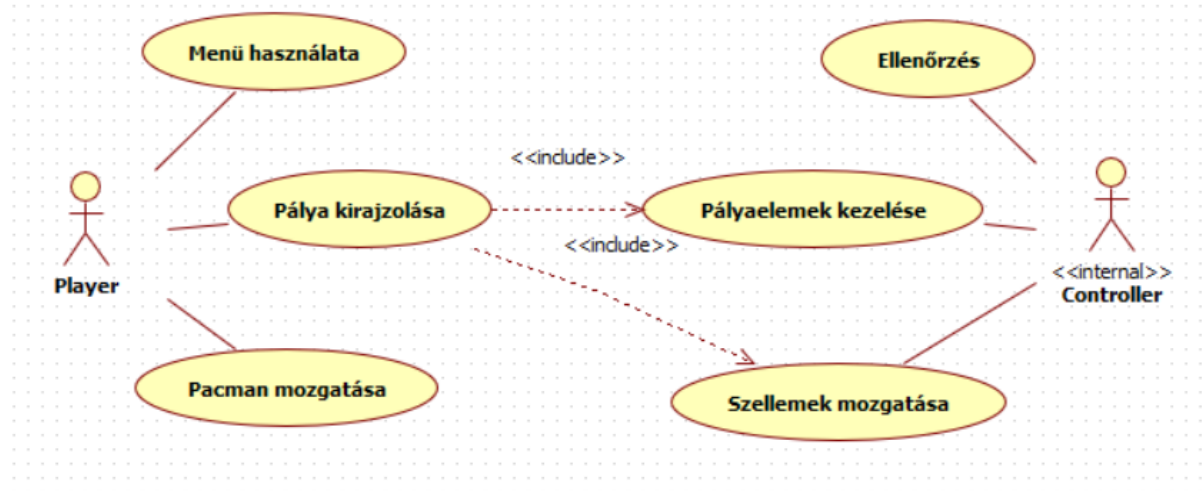 Menü használata
Ellenőrzés
<<include>>
Pálya kirajzolása
Pályaelemek kezelése
<<include>>
Player
<<internal>>
Controller
Pacman mozgatása
Szellemek mozgatása